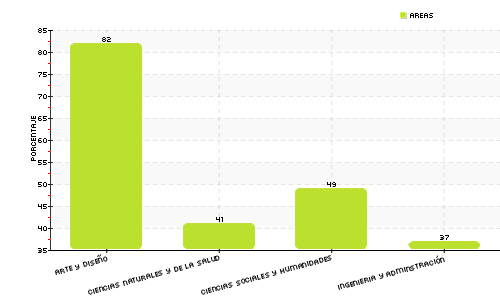 AREAS
85
80
75
70
65
60
55
50
45
40
35
PORCENTAJE
82
41
49
37
ARTE Y DISEÑO
CIENCIAS NATURALES Y DE LA SALUD
CIENCIAS SOCIALES Y HUMANIDADES
INGENIERIA Y ADMINSTRACIÓN